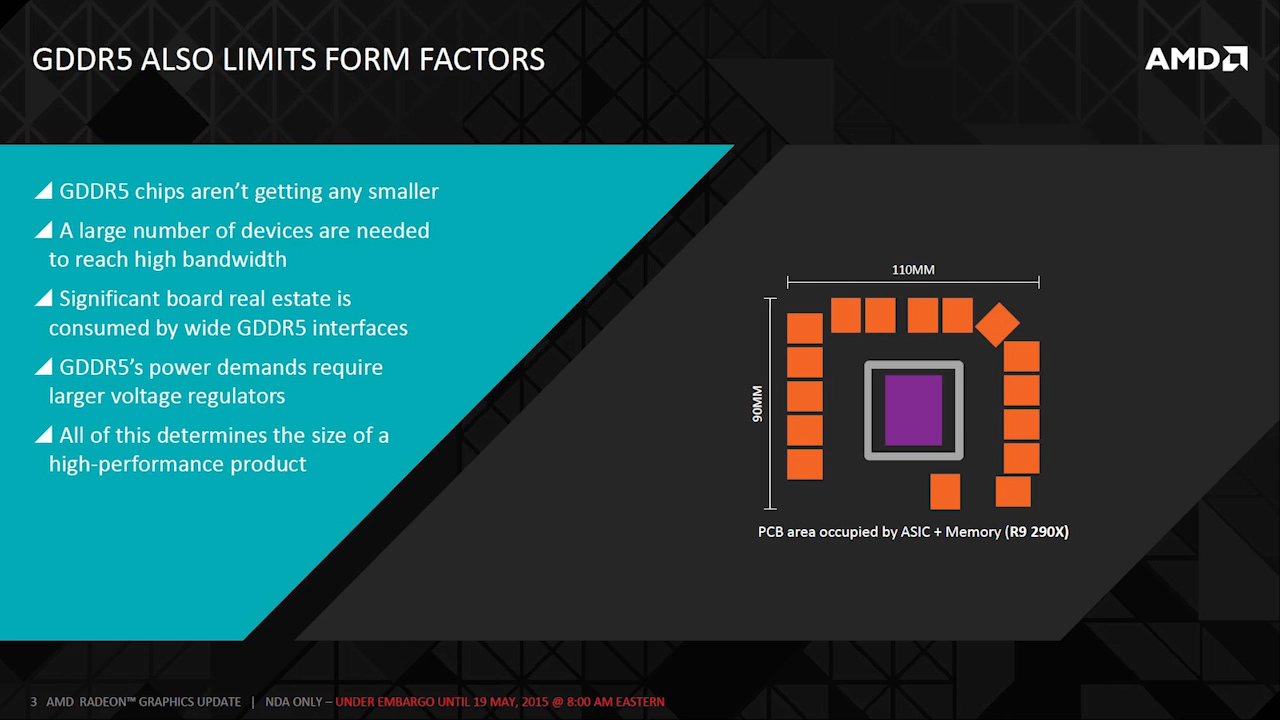 GDDR5 ALSO LIMITS FORM FACTORS
AMD
GDDR5 chips aren’t getting any smaller
A large number of devices are needed
to reach high bandwidth
Significant board real estate is
consumed by wide GDDR5 interfaces
GDDR5’s power demands require
larger voltage regulators
All of this determines the size of a
high-performance product
110MM
90MM
PCB area occupied by ASIC + Memory (R9 290X)
3 AMD RADEON™ GRAPHICS UPDATE | NDA ONLY – UNDER EMBARGO UNTIL 19 MAY, 2015 @ 8:00 AM EASTERN